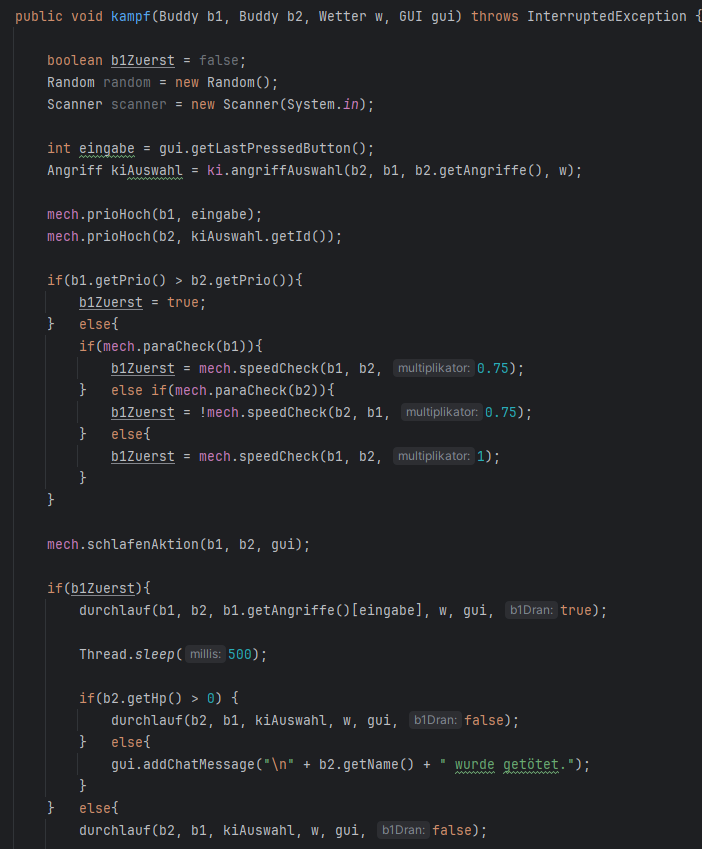 public void kampf(Buddy b1, Buddy b2, Wetter w, GUI gui) throws InterruptedException {
boolean b1Zuerst = false;
Random random = new Random();
Scanner scanner = new Scanner(System.in);
int eingabe = gui.getLastPressedButton();
Angriff kiAuswahl = ki.angriffAuswahl(b2, b1, b2.getAngriffe(), w);
mech.prioHoch(b1, eingabe);
mech.prioHoch(b2, kiAuswahl.getId());
if(b1.getPrio() > b2.getPrio()){
b1Zuerst = true;
} else{
if(mech.paraCheck(b1)){
b1Zuerst = mech.speedCheck(b1, b2, multiplikator: 0.75);
} else if(mech.paraCheck(b2)){
b1Zuerst = !mech.speedCheck(b2, b1, multiplikator: 0.75);
} else{
b1Zuerst = mech.speedCheck(b1, b2, multiplikator: 1);
}
}
mech.schlafenAktion(b1, b2, gui);
if(b1Zuerst){
durchlauf(b1, b2, b1.getAngriffe()[eingabe], w, gui, b1Dran: true);
Thread.sleep( millis: 500);
if(b2.getHp() > 0) {
durchlauf(b2, b1, kiAuswahl, w, gui, b1Dran: false);
} else{
gui.addChatMessage("\n" + b2.getName() + " wurde getötet.");
}
} else{
durchlauf(b2, b1, kiAuswahl, w, gui, b1Dran: false);